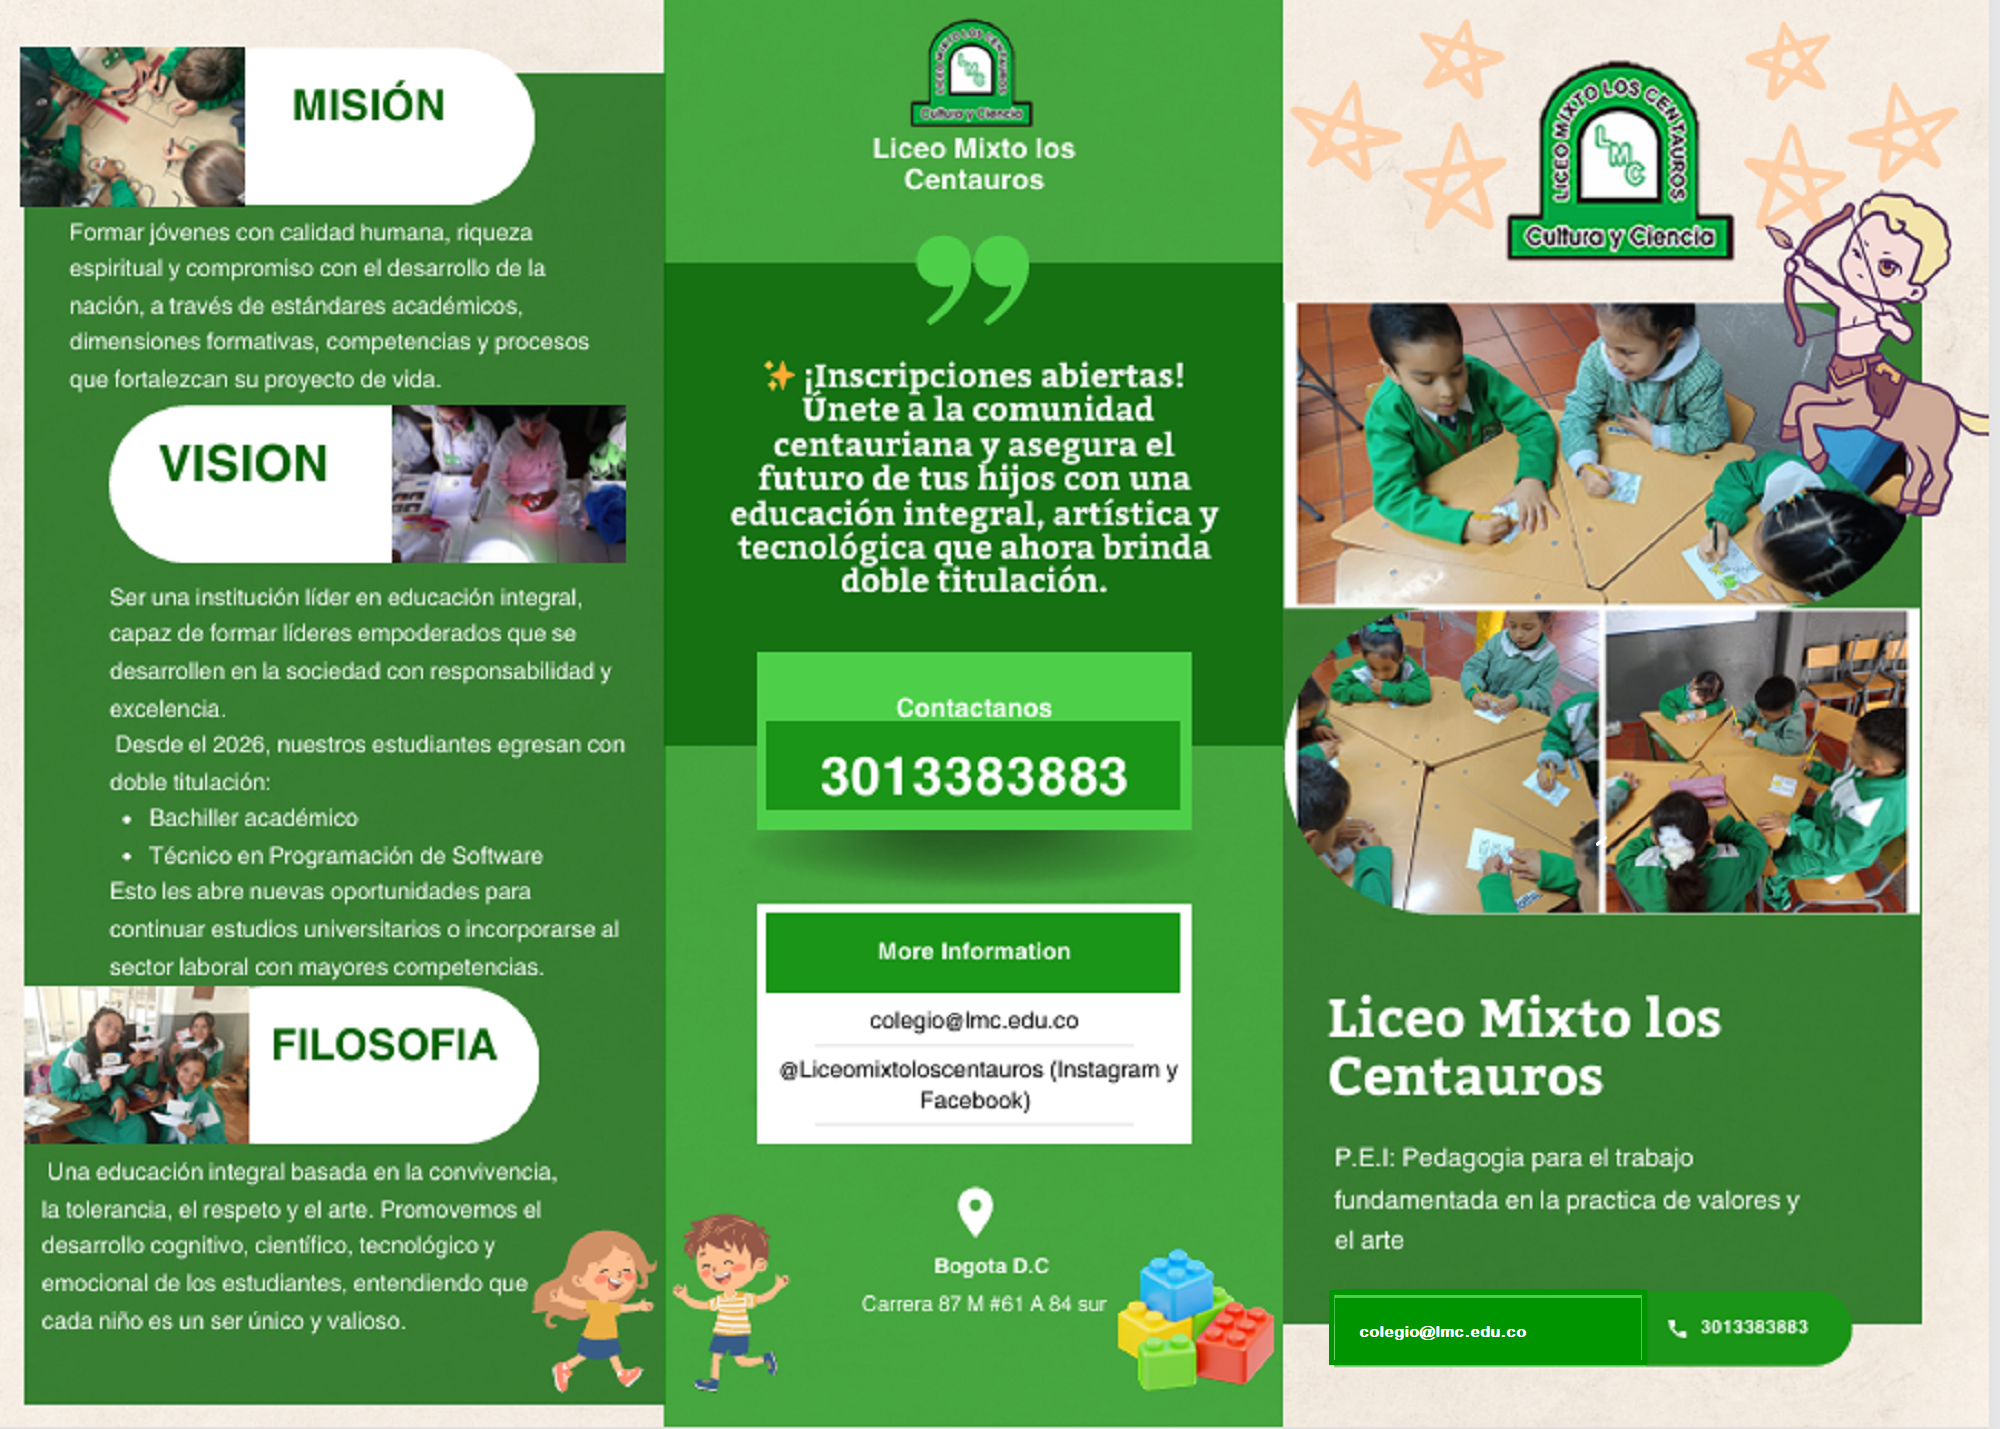 MISIÓN
Formar jóvenes con calidad humana, riqueza
espiritual y compromiso con el desarrollo de la
nación, a través de estándares académicos,
dimensiones formativas, competencias y procesos
que fortalezcan su proyecto de vida.
VISION
Ser una institución líder en educación integral,
capaz de formar líderes empoderados que se
desarrollen en la sociedad con responsabilidad y
excelencia.
Desde el 2026, nuestros estudiantes egresan con
doble titulación:
• Bachiller académico
• Técnico en Programación de Software
Esto les abre nuevas oportunidades para
continuar estudios universitarios o incorporarse al
sector laboral con mayores competencias.
FILOSOFIA
Una educación integral basada en la convivencia,
la tolerancia, el respeto y el arte. Promovemos el
desarrollo cognitivo, científico, tecnológico y
emocional de los estudiantes, entendiendo que
cada niño es un ser único y valioso.
LICEO MIXTO LOS CENTAUROS
LMC
Cultura y Ciencia
Liceo Mixto los
Centauros
”
✨ ¡Inscripciones abiertas!
Únete a la comunidad
centauriana y asegura el
futuro de tus hijos con una
educación integral, artística y
tecnológica que ahora brinda
doble titulación.
Contactanos
3013383883
More Information
colegio@lmc.edu.co
@Liceomixtoloscentauros (Instagram y
Facebook)
Bogota D.C
Carrera 87 M #61 A 84 sur
LICEO MIXTO LOS CENTAUROS
LMC
Cultura y Ciencia
Liceo Mixto los
Centauros
P.E.I: Pedagogia para el trabajo
fundamentada en la practica de valores y
el arte
colegio@lmc.edu.co
3013383883